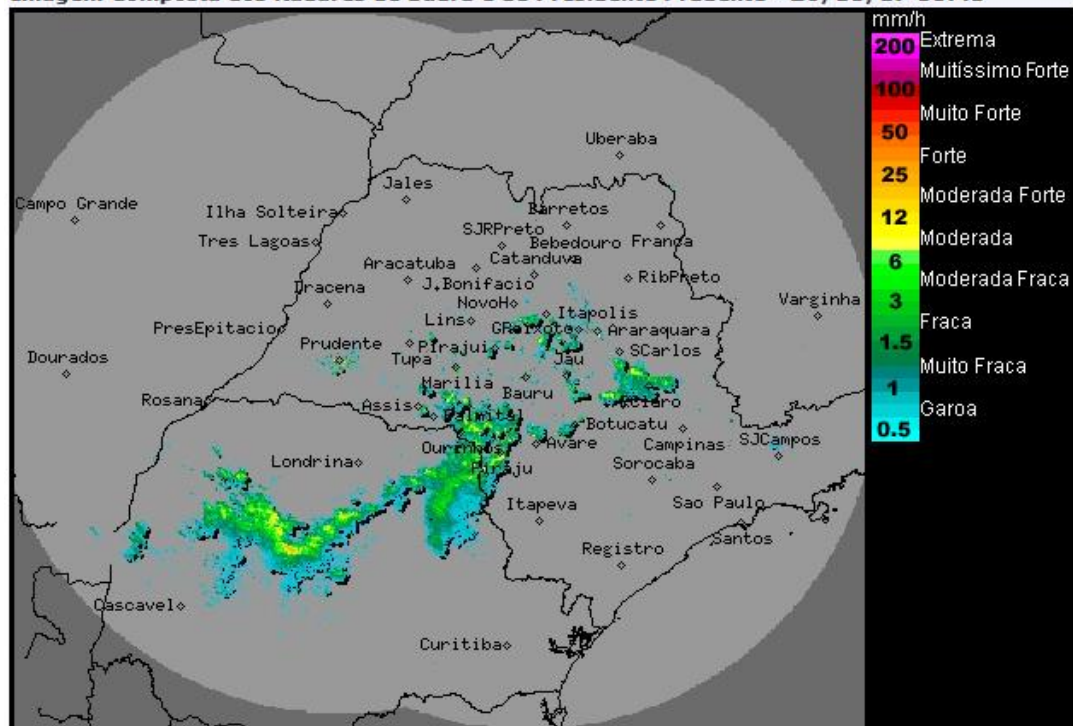 mm/h
200 Extrema
Muitíssimo Forte
100
Muito Forte
50
Forte
25
Moderada Forte
12
Moderada
6
Moderada Fraca
3
Fraca
1.5
Muito Fraca
1
Garoa
0.5
Uberaba
Jales
Campo Grande
Ilha Solteira
Barretos
SJRPreto
Tres Lagoas
Bebedouro Franca
Catanduva
Aracatuba
J.Bonifacio
RibPreto
Dracena
NovoH
Varginha
Itapolis
Lins
PresEpitacio
Araraquara
Prudente
Pirajui
SCarlos
Dourados
Tupa
Jau
Marilia
Bauru
Rosana
Assis
Palmital
Botucatu
Ourinhos
Avare
Campinas
SJCampos
Londrina
Piraju
Sorocaba
Itapeva
Sao Paulo
Santos
Registro
Cascavel
Curitiba